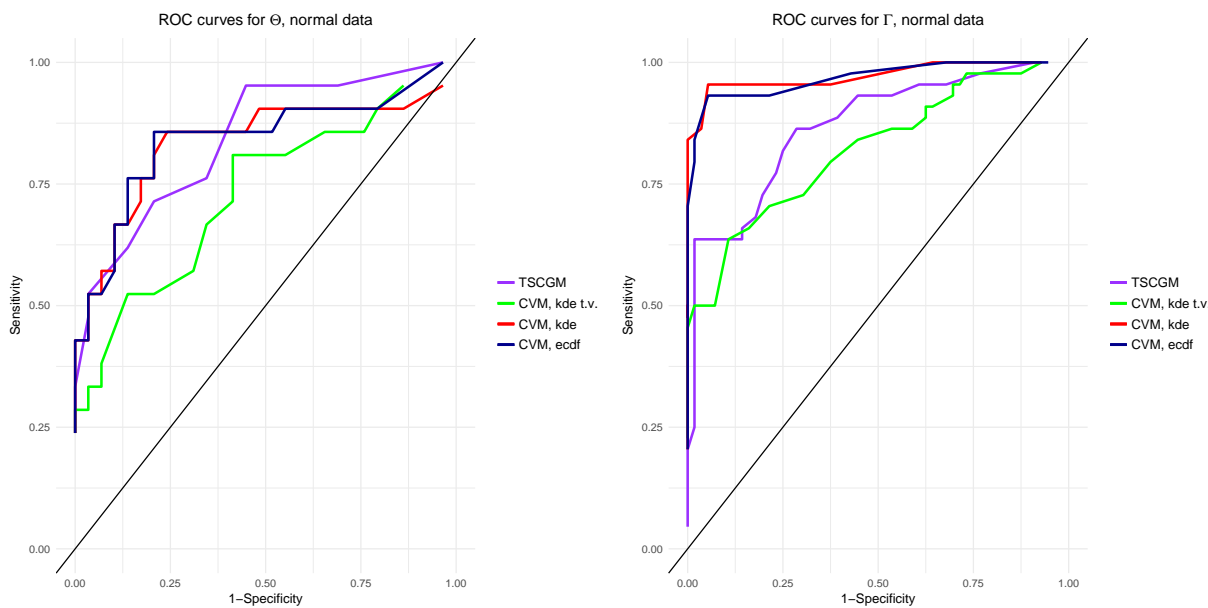 ROC curves for Θ, normal data
1.00
0.75
0.50
0.25
0.00
Sensitivity
0.00 0.25 0.50 0.75 1.00
1−Specificity
TSCGM
CVM, kde t.v.
CVM, kde
CVM, ecdf
ROC curves for Γ, normal data
1.00
0.75
0.50
0.25
0.00
Sensitivity
0.00 0.25 0.50 0.75 1.00
1−Specificity
TSCGM
CVM, kde t.v
CVM, kde
CVM, ecdf